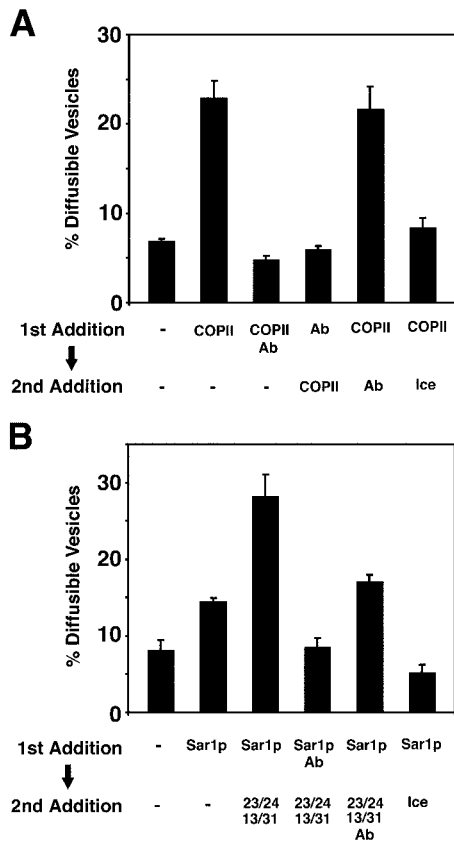 A
% Diffusible Vesicles
30
20
10
0
1st Addition - COPII COPII Ab COPII COPII
Ab
2nd Addition - - - COPII Ab Ice
B
% Diffusible Vesicles
30
20
10
0
1st Addition - Sar1p Sar1p Sar1p Sar1p Sar1p
Ab
2nd Addition - - 23/24 23/24 23/24 Ice
13/31 13/31 13/31
Ab